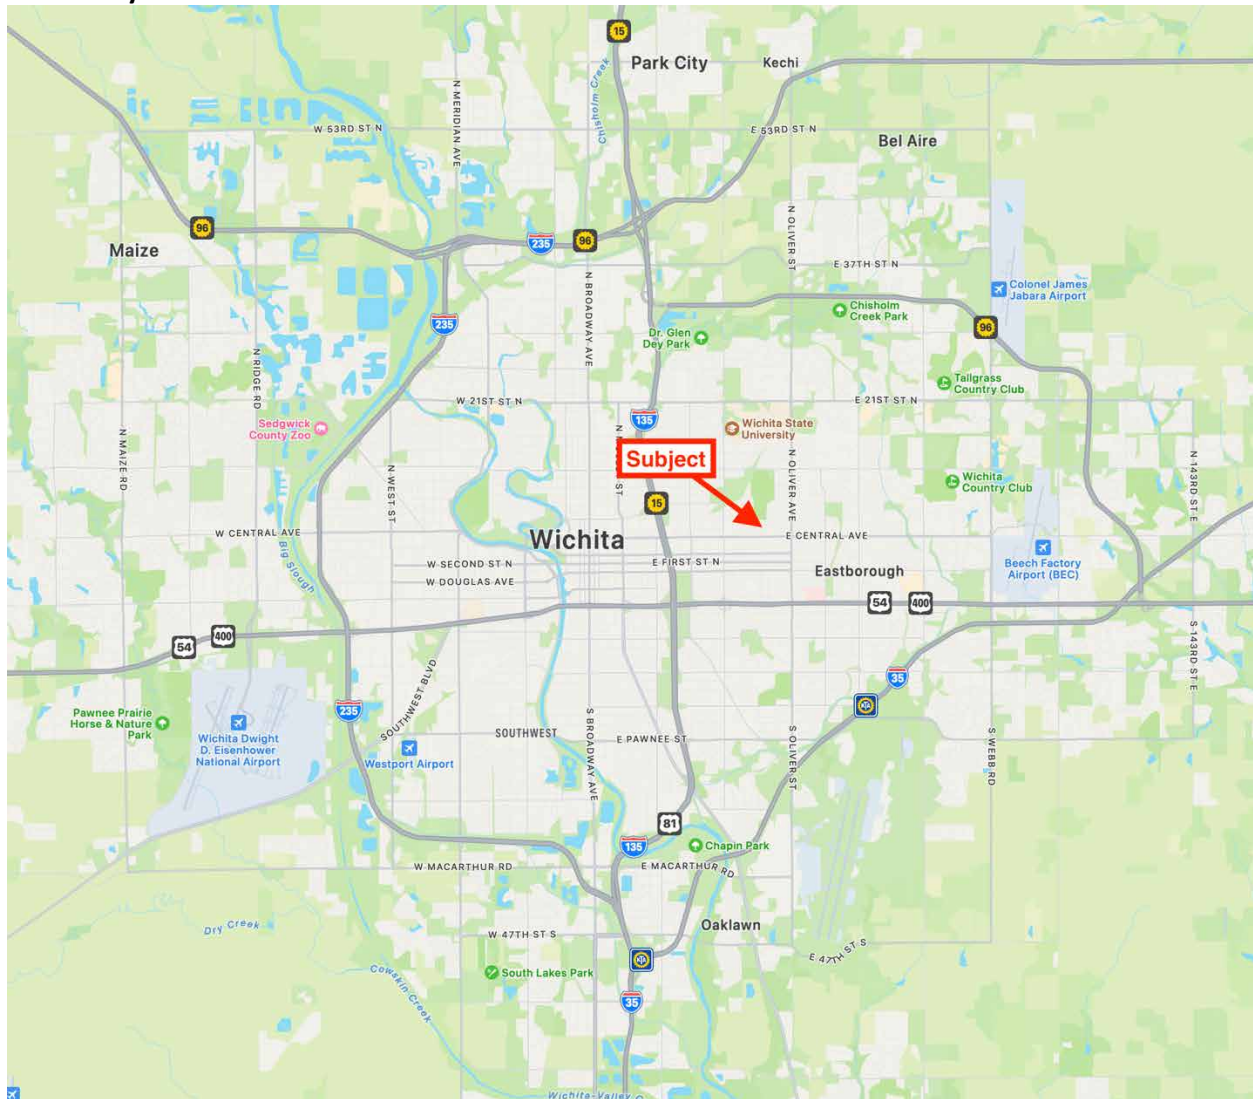 15
Park City
Kechi
Chisholm Creek
N MERIDIAN AVE
W 53RD ST N
E 53RD ST N
Bel Aire
96
Maize
235
96
N OLIVER ST
E 37TH ST N
Colonel James
Jabara Airport
N BROADWAY AVE
Chisholm
Creek Park
96
235
Dr. Glen
Dey Park
N RIDGE RD
Tallgrass
Country Club
W 21ST ST N
E 21ST ST N
135
Sedgwick
County Zoo
Wichita State
University
N MAIZE RD
N
ST
Subject
N OLIVER AVE
N 143RD ST E
N WEST ST
Wichita
Country Club
15
W CENTRAL AVE
Wichita
E CENTRAL AVE
Big Slough
W SECOND ST N
E FIRST ST N
Beech Factory
Airport (BEC)
W DOUGLAS AVE
Eastborough
54
400
400
54
S 143RD ST E
SOUTHWEST BLVD
35
235
Pawnee Prairie
Horse & Nature
Park
Wichita Dwight
D. Eisenhower
National Airport
Westport Airport
SOUTHWEST
S BROADWAY AVE
E PAWNEE ST
S OLIVER ST
S WEBB RD
81
135
Chapin Park
W MACARTHUR RD
E MACARTHUR RD
Dry Creek
Oaklawn
W 47TH ST S
E 47TH ST S
Cowskin Creek
South Lakes Park
35
Wichita-Valley